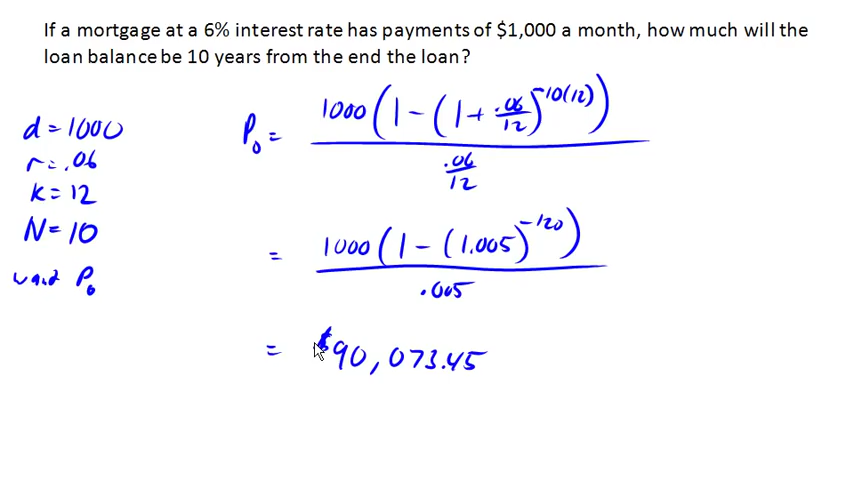 If a mortgage at a 6% interest rate has payments of $1,000 a month, how much will the
loan balance be 10 years from the end the loan?
d = 1000
r = .06
k = 12
N = 10
want P₀
P₀ = 1000 ( 1 − ( 1 + .06/12 )^−10(12) ) / (.06/12)
= 1000 ( 1 − (1.005)^−120 ) / .005
= $90,073.45